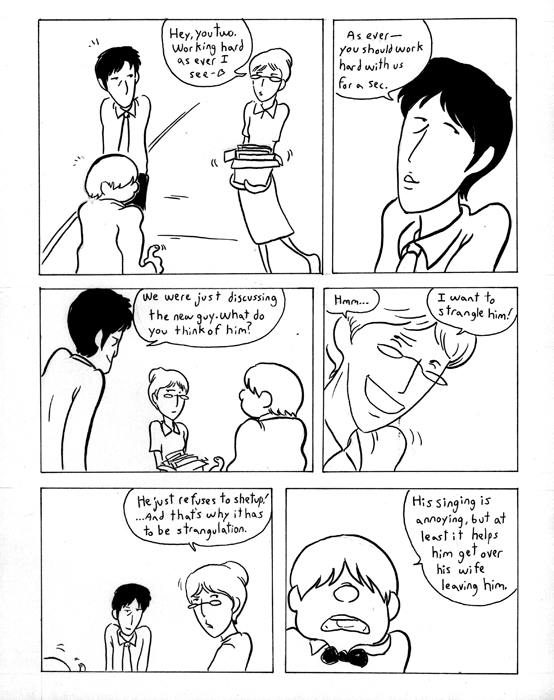 Hey, you two.
Working hard
as ever I
see-
As ever—
you should work
hard with us
for a sec.
We were just discussing
the new guy. What do
you think of him?
Hmm...
I want to
strangle him!
He just refuses to shetup!
...And that's why it has
to be strangulation.
His singing is
annoying, but at
least it helps
him get over
his wife
leaving him.